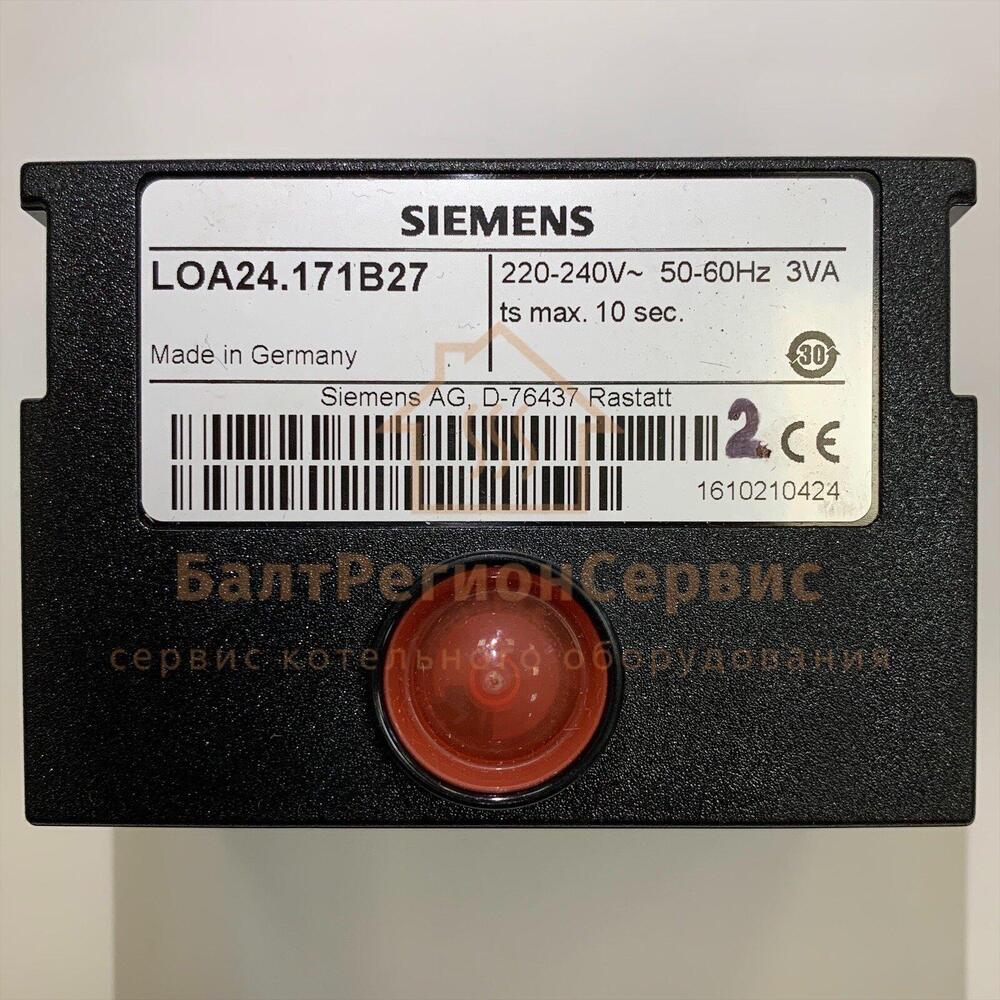 SIEMENS
LOA24.171B27
220-240V~ 50-60Hz 3VA
ts max. 10 sec.
Made in Germany
30
Siemens AG, D-76437 Rastatt
2.
CE
1610210424
БалтРегионСервис
сервис котельного оборудования